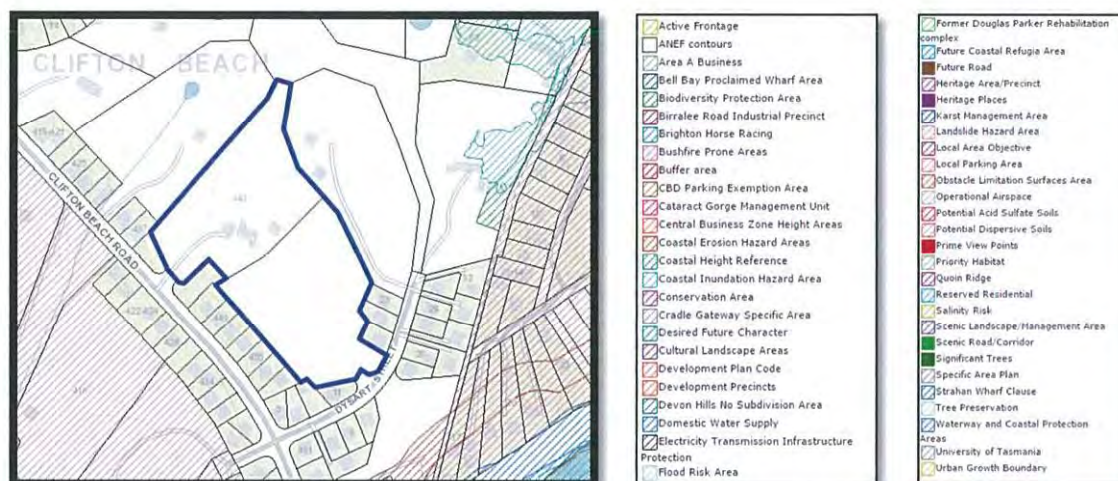 CLIFTON BEACH
CLIFTON BEACH ROAD
DYSART STREET
Active Frontage
ANEF contours
Area A Business
Bell Bay Proclaimed Wharf Area
Biodiversity Protection Area
Birralee Road Industrial Precinct
Brighton Horse Racing
Bushfire Prone Areas
Buffer area
CBD Parking Exemption Area
Cataract Gorge Management Unit
Central Business Zone Height Areas
Coastal Erosion Hazard Areas
Coastal Height Reference
Coastal Inundation Hazard Area
Conservation Area
Cradle Gateway Specific Area
Desired Future Character
Cultural Landscape Areas
Development Plan Code
Development Precincts
Devon Hills No Subdivision Area
Domestic Water Supply
Electricity Transmission Infrastructure
Protection
Flood Risk Area
Former Douglas Parker Rehabilitation
complex
Future Coastal Refugia Area
Future Road
Heritage Area/Precinct
Heritage Places
Karst Management Area
Landslide Hazard Area
Local Area Objective
Local Parking Area
Obstacle Limitation Surfaces Area
Operational Airspace
Potential Acid Sulfate Soils
Potential Dispersive Soils
Prime View Points
Priority Habitat
Quoin Ridge
Reserved Residential
Salinity Risk
Scenic Landscape/Management Area
Scenic Road/Corridor
Significant Trees
Specific Area Plan
Strahan Wharf Clause
Tree Preservation
Waterway and Coastal Protection
Areas
University of Tasmania
Urban Growth Boundary